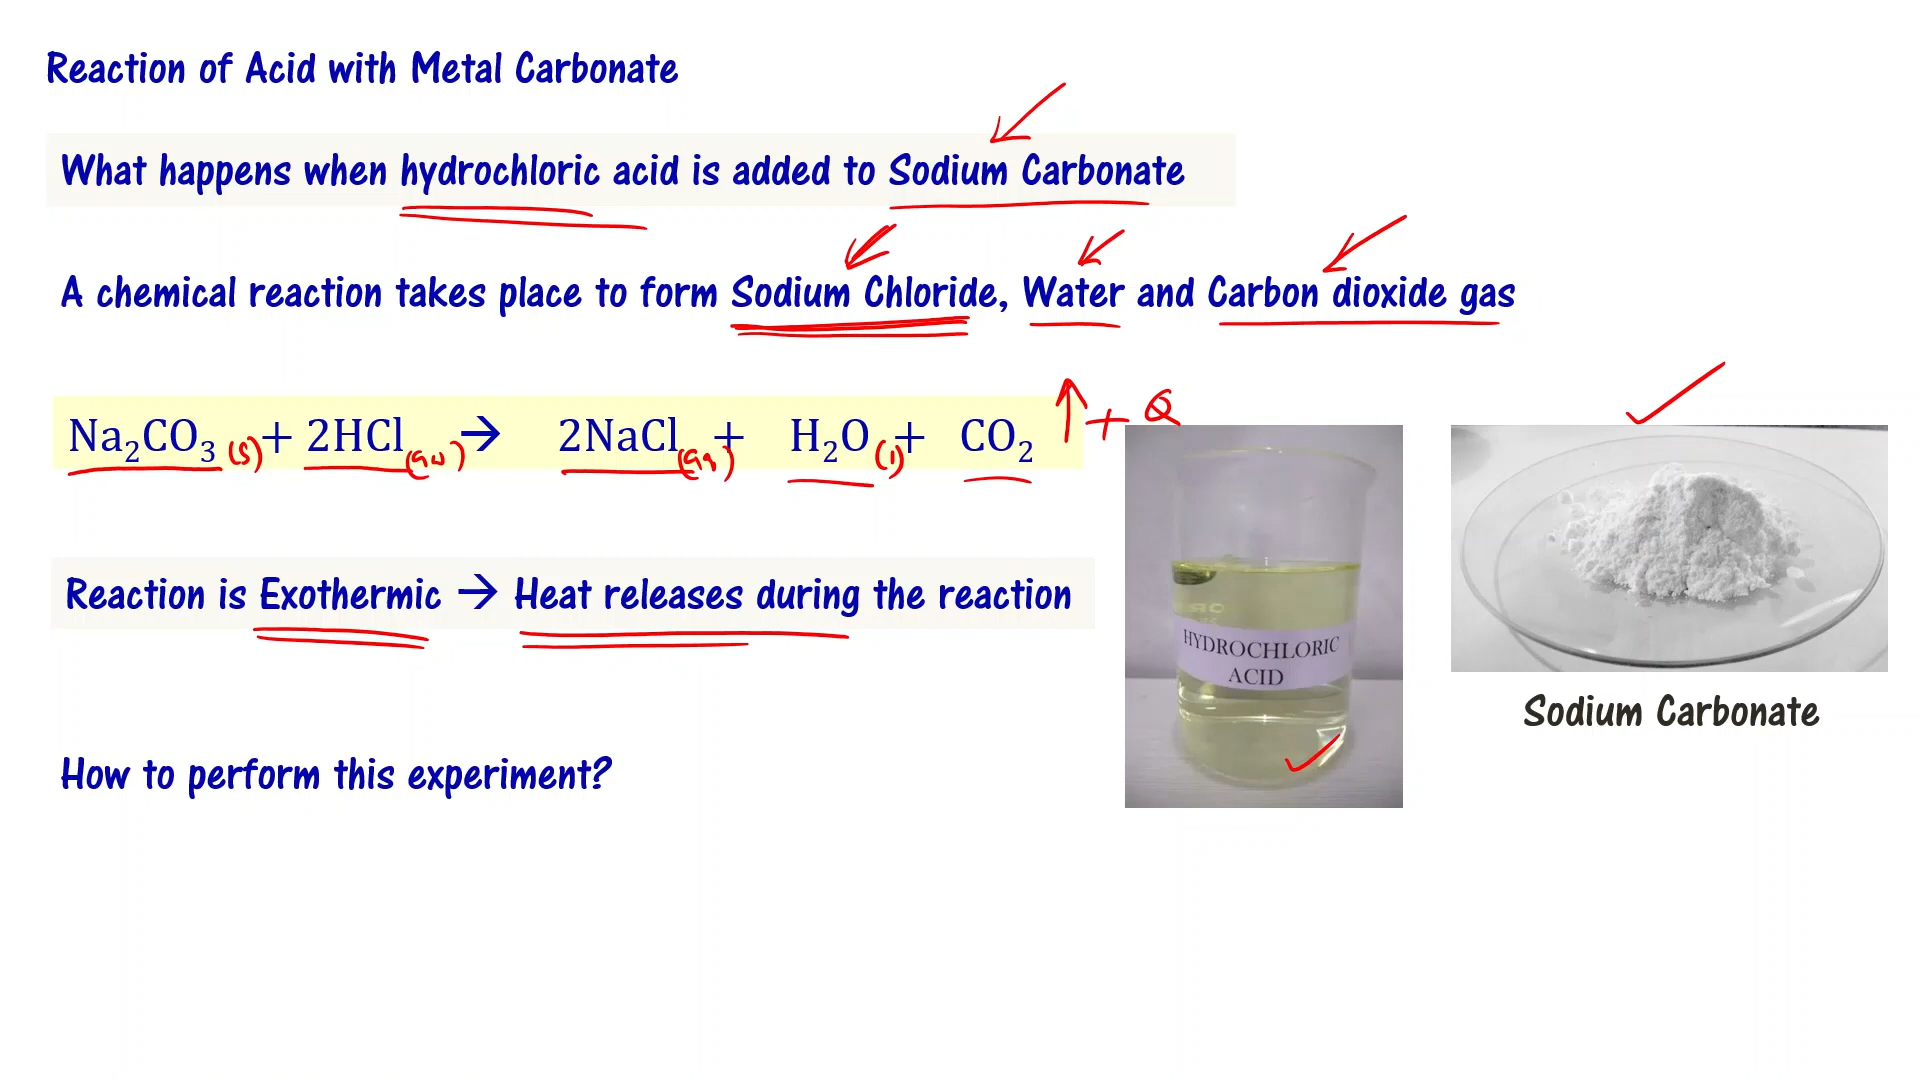 Reaction of Acid with Metal Carbonate
What happens when hydrochloric acid is added to Sodium Carbonate
A chemical reaction takes place to form Sodium Chloride, Water and Carbon dioxide gas
Na₂CO₃ (s) + 2HCl (aq) → 2NaCl (aq) + H₂O (l) + CO₂ ↑ + Q
Reaction is Exothermic → Heat releases during the reaction
HYDROCHLORIC
ACID
Sodium Carbonate
How to perform this experiment?